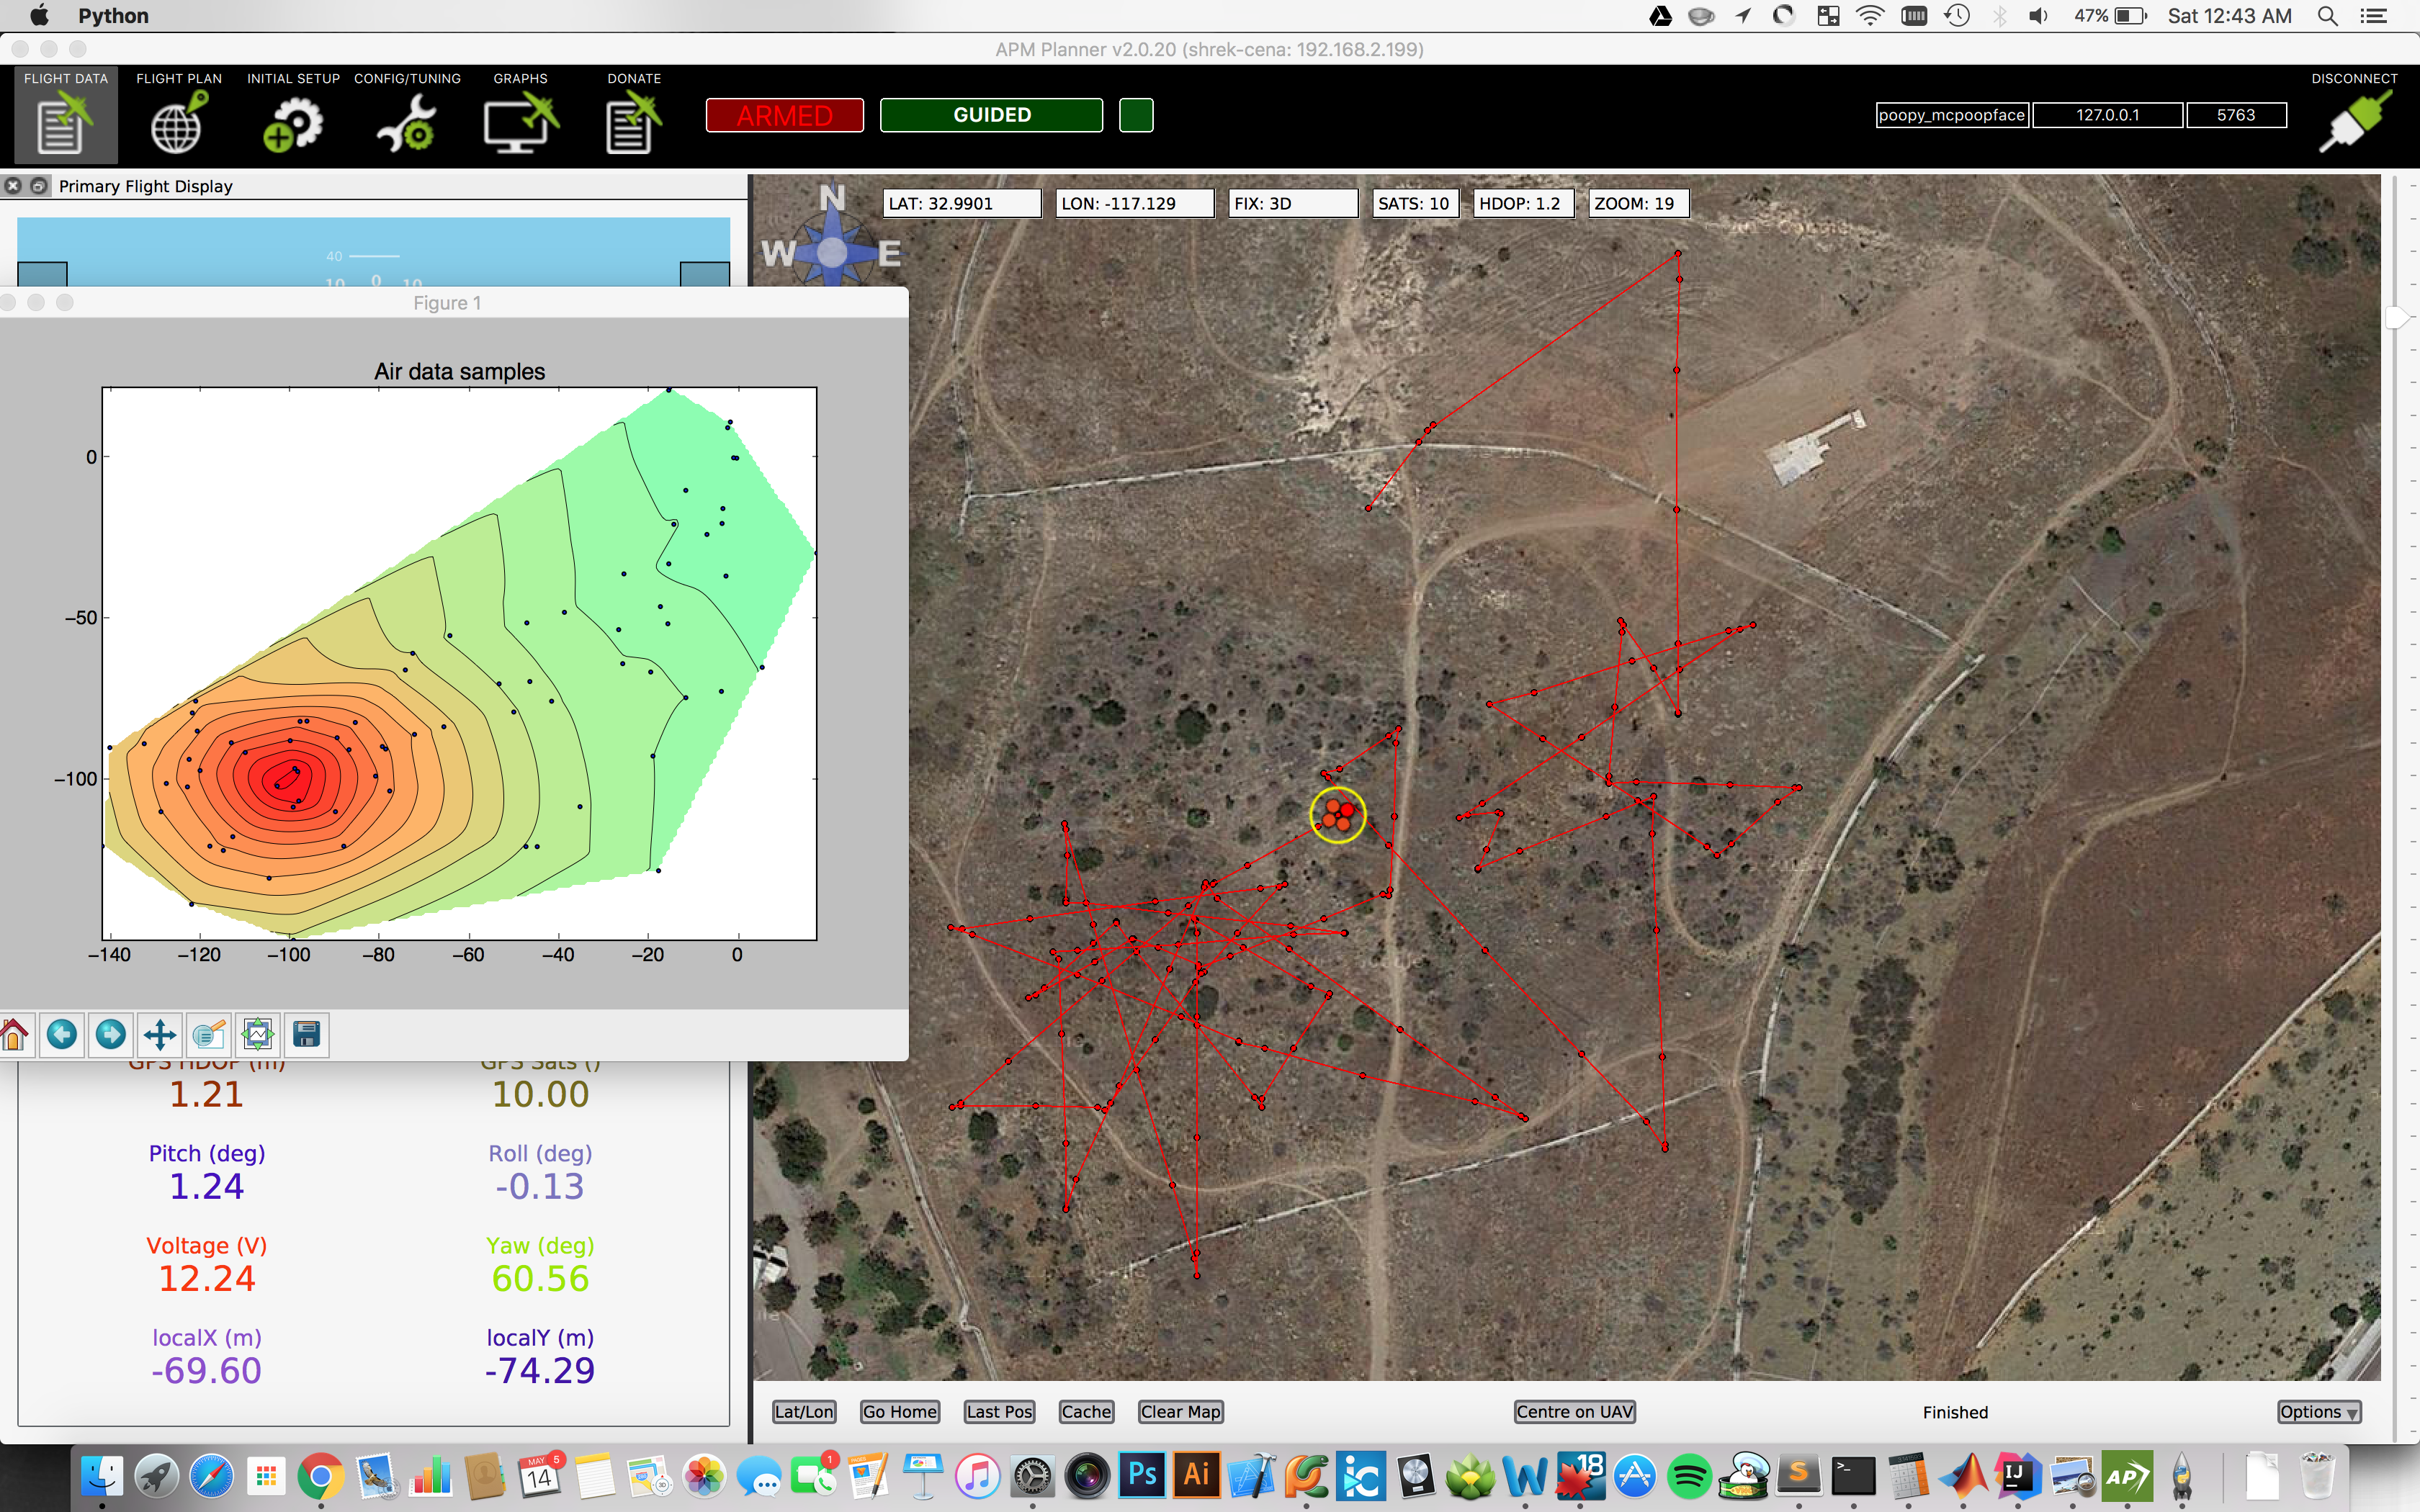 Python
47%
Sat 12:43 AM
APM Planner v2.0.20 (shrek-cena: 192.168.2.199)
FLIGHT DATA
FLIGHT PLAN
INITIAL SETUP
CONFIG/TUNING
GRAPHS
DONATE
DISCONNECT
ARMED
GUIDED
poopy_mcpoopface
127.0.0.1
5763
Primary Flight Display
N
W
E
LAT: 32.9901
LON: -117.129
FIX: 3D
SATS: 10
HDOP: 1.2
ZOOM: 19
40
10 0 10
Figure 1
Air data samples
0
−50
−100
−140
−120
−100
−80
−60
−40
−20
0
GPS HDOP (m)
GPS Sats ()
1.21
10.00
Pitch (deg)
Roll (deg)
1.24
-0.13
Voltage (V)
Yaw (deg)
12.24
60.56
localX (m)
localY (m)
-69.60
-74.29
Lat/Lon
Go Home
Last Pos
Cache
Clear Map
Centre on UAV
Finished
Options
MAY
14
5
1
Ps
Ai
iC
W
18
S
>_
IJ
AP